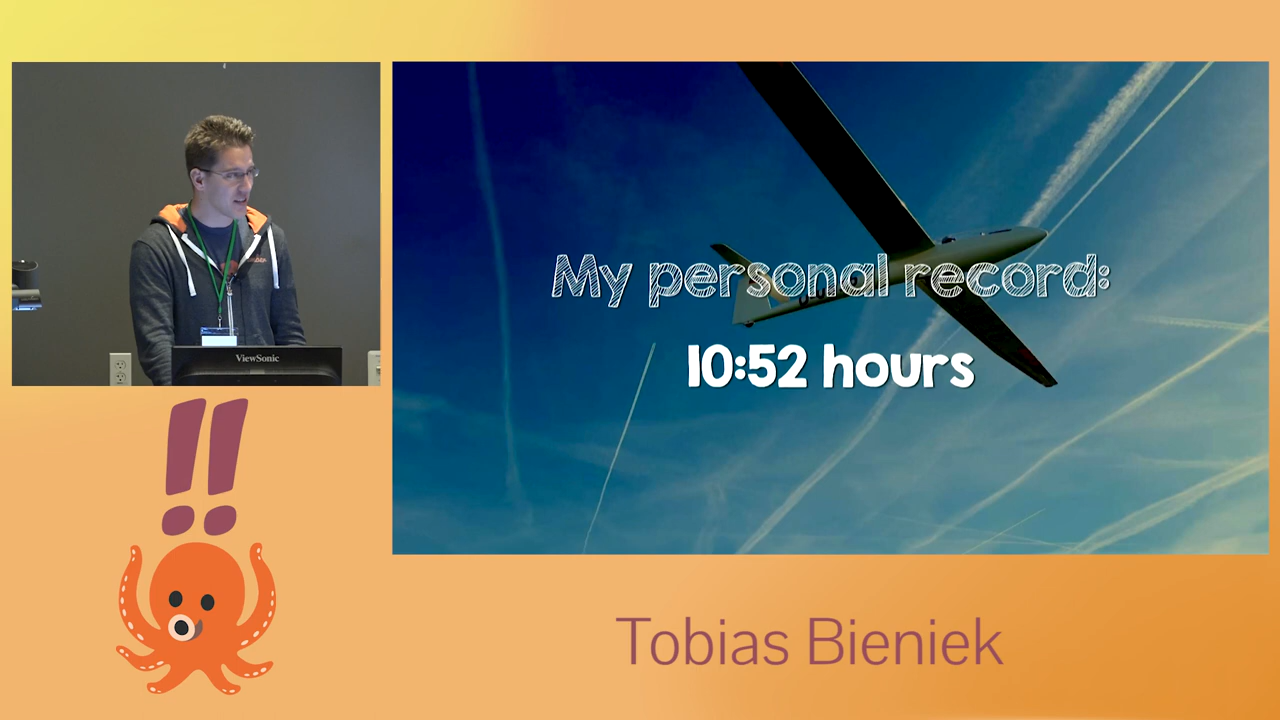 My personal record:
10:52 hours
ViewSonic
!!
Tobias Bieniek